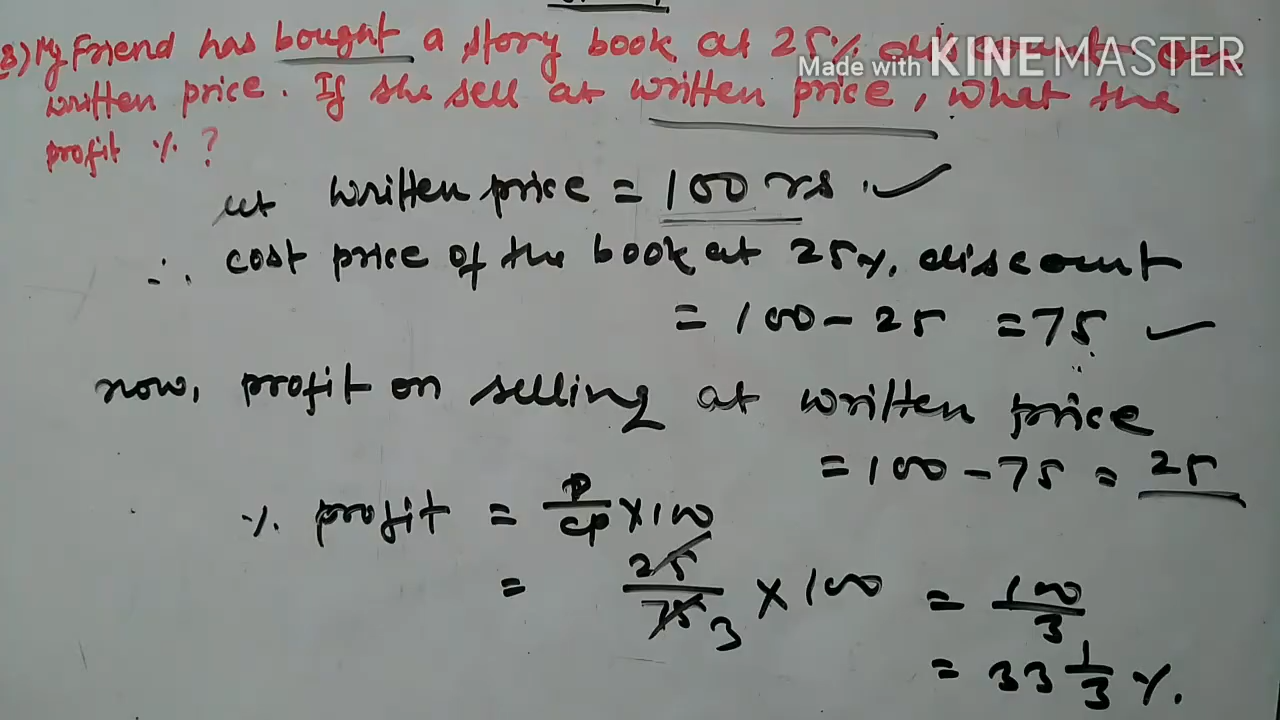 8) My Friend has bought a story book at 25% discount on
Made with KINEMASTER
written price. If she sell at written price, what the
profit % ?
let written price = 100 rs.
∴ cost price of the book at 25% discount
= 100 - 25 = 75
now, profit on selling at written price
= 100 - 75 = 25
% profit = P/CP × 100
= 25/75 3 × 100 = 100/3
= 33 1/3 %.